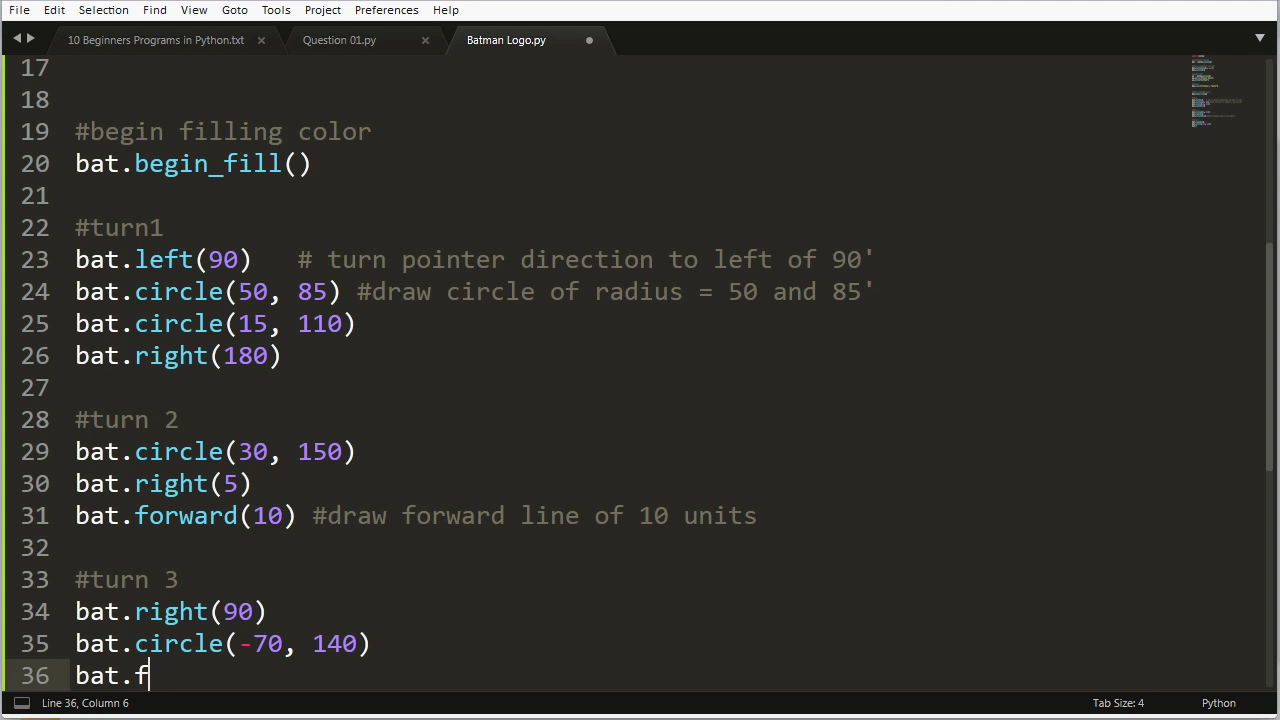 File Edit Selection Find View Goto Tools Project Preferences Help
10 Beginners Programs in Python.txt × Question 01.py × Batman Logo.py
17
18
19 #begin filling color
20 bat.begin_fill()
21
22 #turn1
23 bat.left(90)   # turn pointer direction to left of 90'
24 bat.circle(50, 85) #draw circle of radius = 50 and 85'
25 bat.circle(15, 110)
26 bat.right(180)
27
28 #turn 2
29 bat.circle(30, 150)
30 bat.right(5)
31 bat.forward(10) #draw forward line of 10 units
32
33 #turn 3
34 bat.right(90)
35 bat.circle(-70, 140)
36 bat.f
Line 36, Column 6 Tab Size: 4 Python